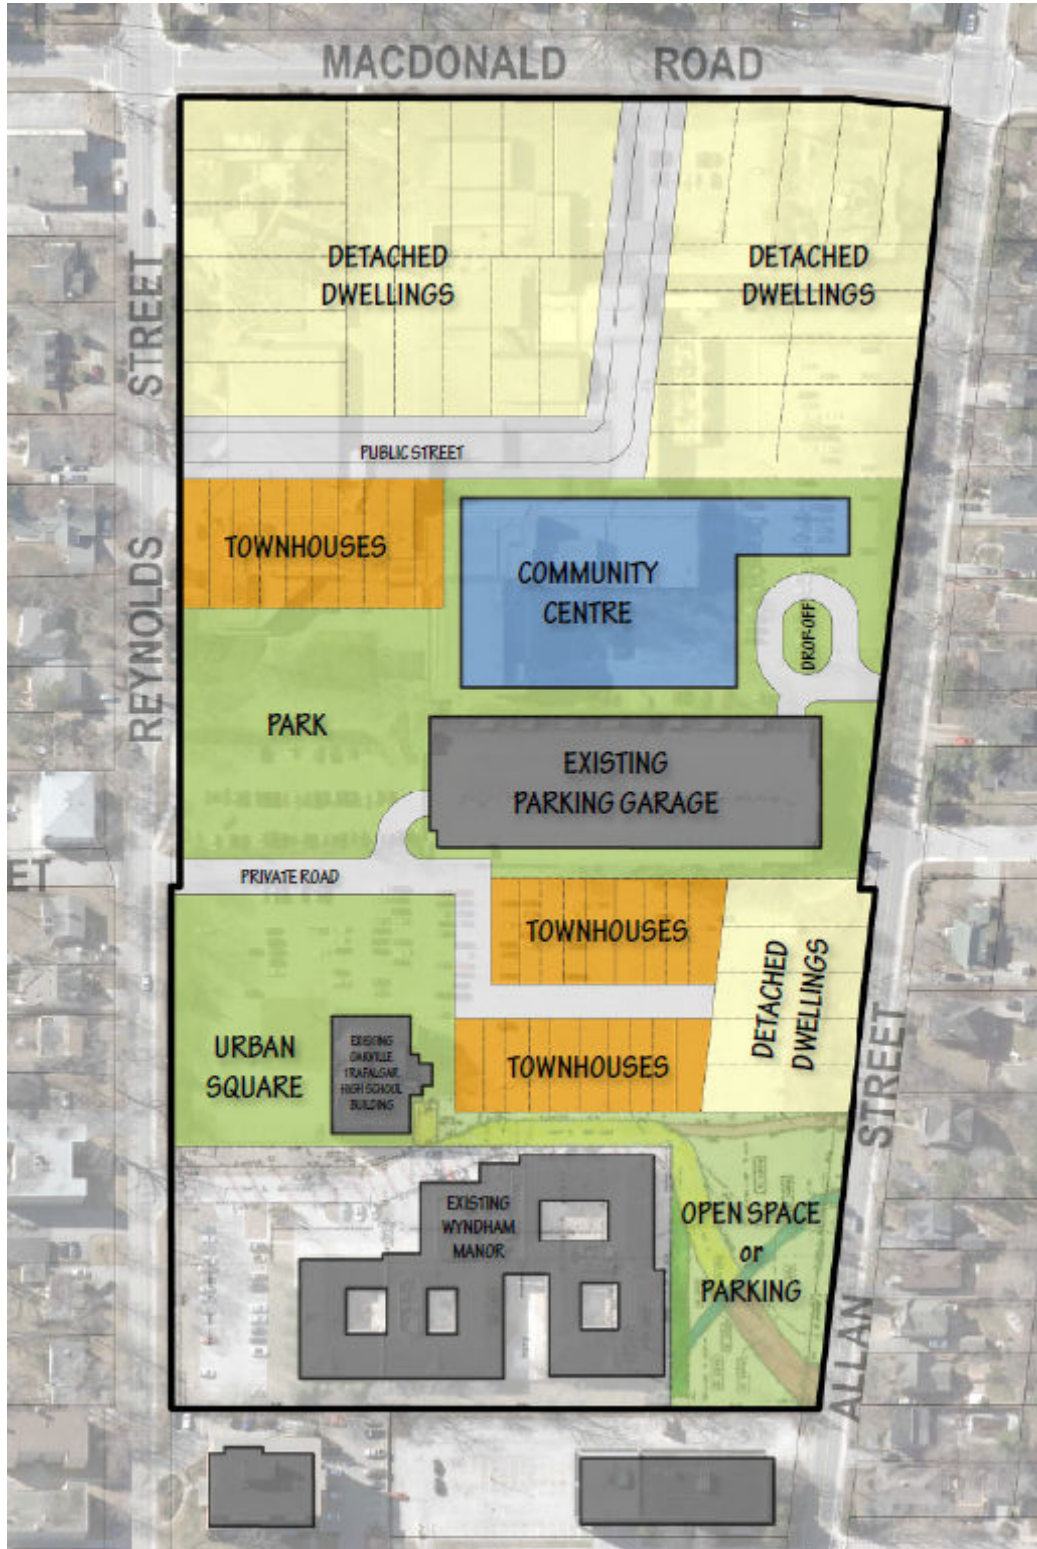 MACDONALD ROAD
DETACHED
DWELLINGS
DETACHED
DWELLINGS
REYNOLDS STREET
PUBLIC STREET
TOWNHOUSES
COMMUNITY
CENTRE
DROP-OFF
PARK
EXISTING
PARKING GARAGE
ET
PRIVATE ROAD
TOWNHOUSES
DETACHED
DWELLINGS
URBAN
SQUARE
EXISTING
OAKVILLE
TRAFALGAR
HIGH SCHOOL
BUILDING
TOWNHOUSES
ALLAN STREET
EXISTING
WYNDHAM
MANOR
OPEN SPACE
or
PARKING